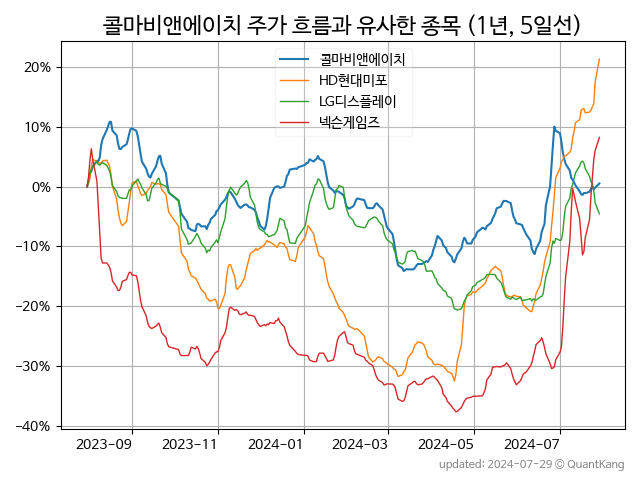 콜마비앤에이치 주가 흐름과 유사한 종목 (1년, 5일선)
콜마비앤에이치
HD현대미포
LG디스플레이
넥슨게임즈
20%
10%
0%
−10%
−20%
−30%
−40%
2023-09
2023-11
2024-01
2024-03
2024-05
2024-07
updated: 2024-07-29 © QuantKang